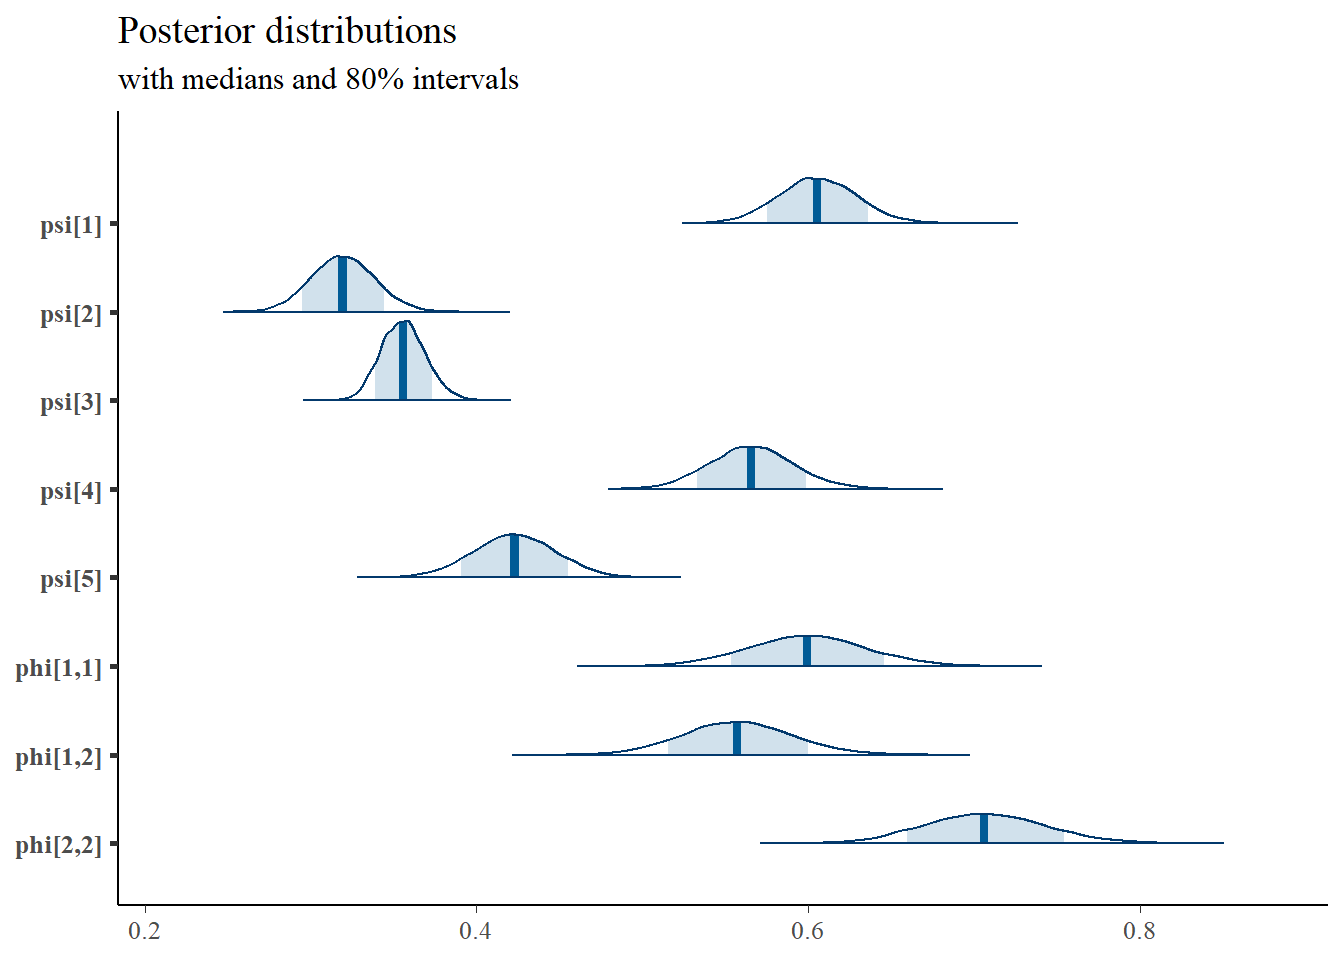 Posterior distributions
with medians and 80% intervals
psi[1]
psi[2]
psi[3]
psi[4]
psi[5]
phi[1,1]
phi[1,2]
phi[2,2]
0.2 0.4 0.6 0.8